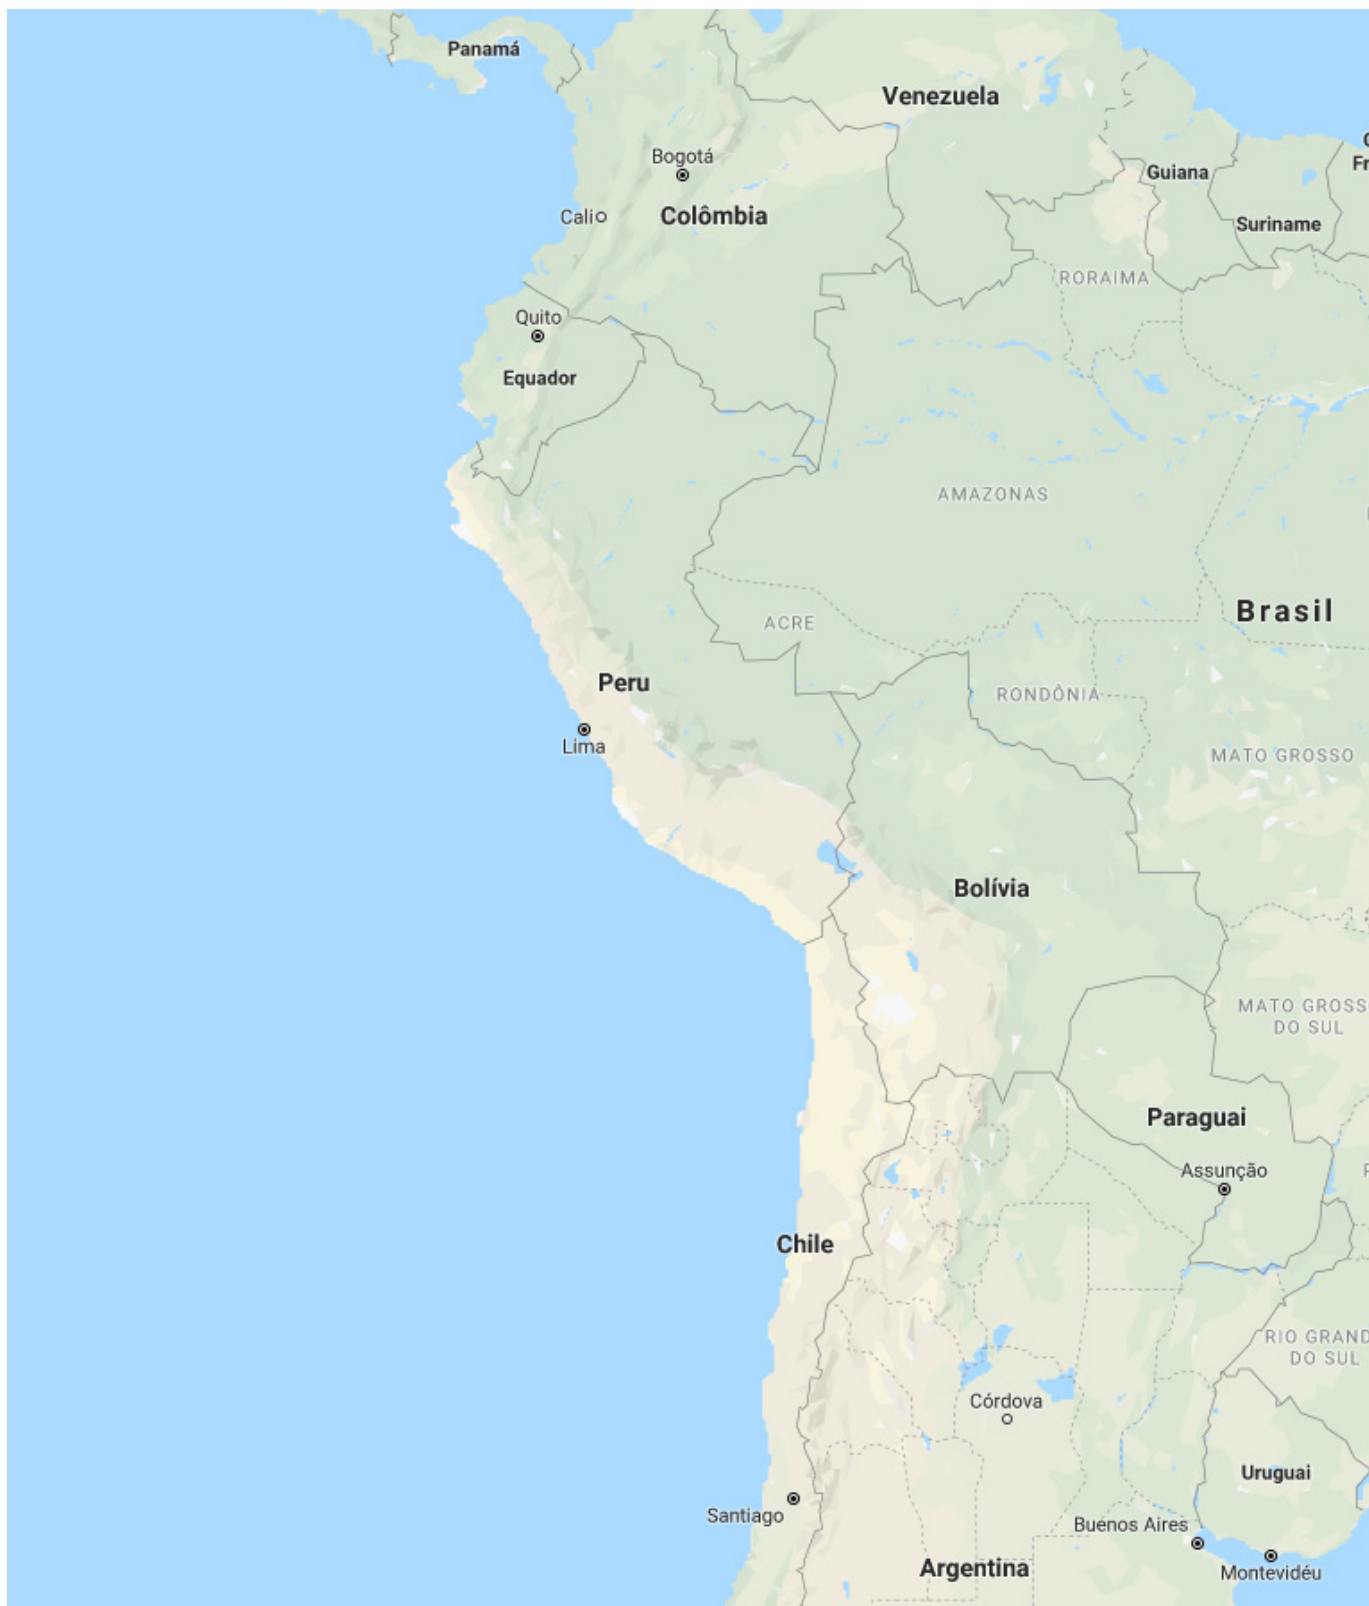 Panamá
Venezuela
Bogotá
Guiana
Cali
Colômbia
Suriname
RORAIMA
Quito
Equador
AMAZONAS
Brasil
ACRE
Peru
RONDÔNIA
Lima
MATO GROSSO
Bolívia
MATO GROSS
DO SUL
Paraguai
Assunção
Chile
RIO GRAND
DO SUL
Córdova
Uruguai
Santiago
Buenos Aires
Argentina
Montevidéu